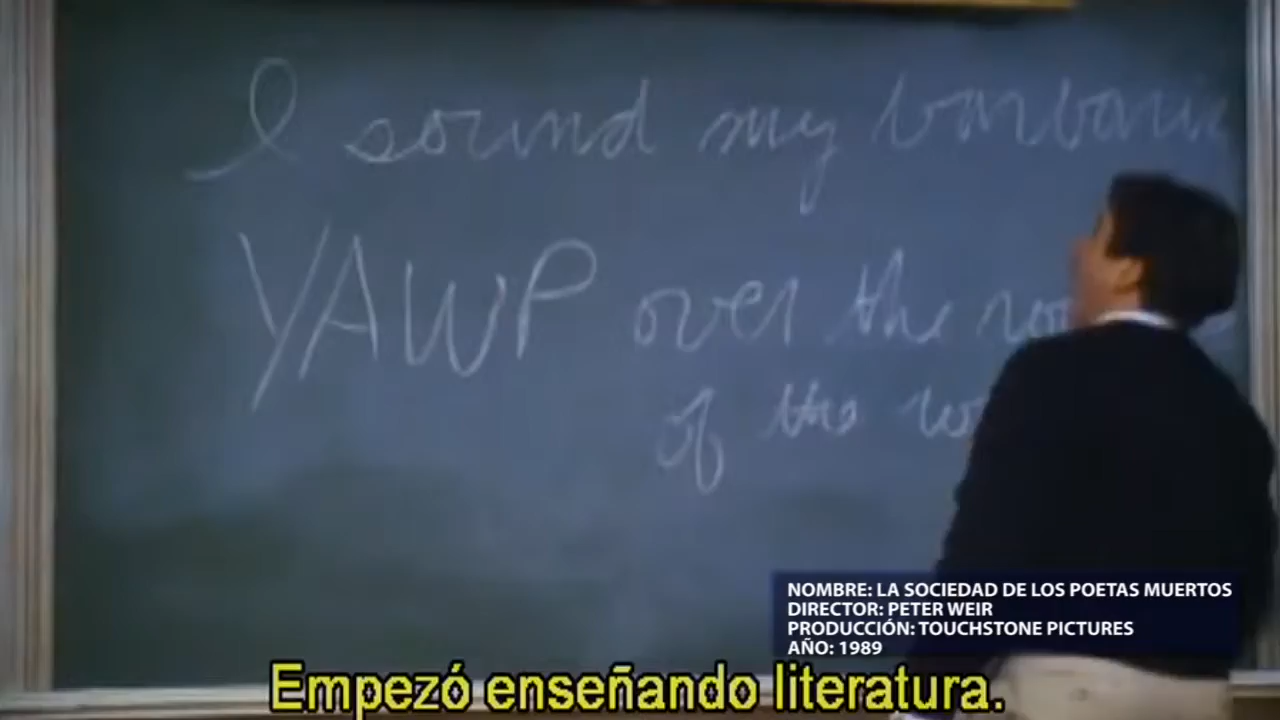 I sound my barbaric
YAWP over the
of the
NOMBRE: LA SOCIEDAD DE LOS POETAS MUERTOS
DIRECTOR: PETER WEIR
PRODUCCIÓN: TOUCHSTONE PICTURES
AÑO: 1989
Empezó enseñando literatura.